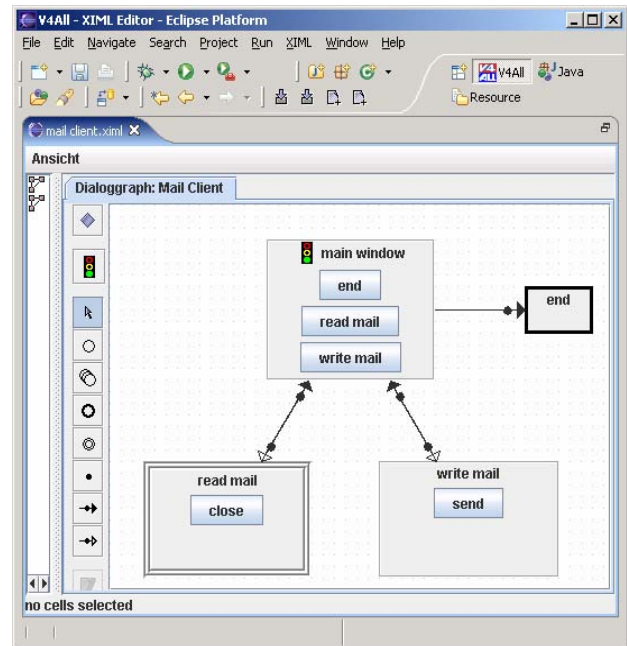 V4All - XIML Editor - Eclipse Platform
File Edit Navigate Search Project Run XIML Window Help
V4All Java
Resource
mail client.ximl
Ansicht
Dialoggraph: Mail Client
main window
end
read mail
write mail
end
read mail
close
write mail
send
no cells selected